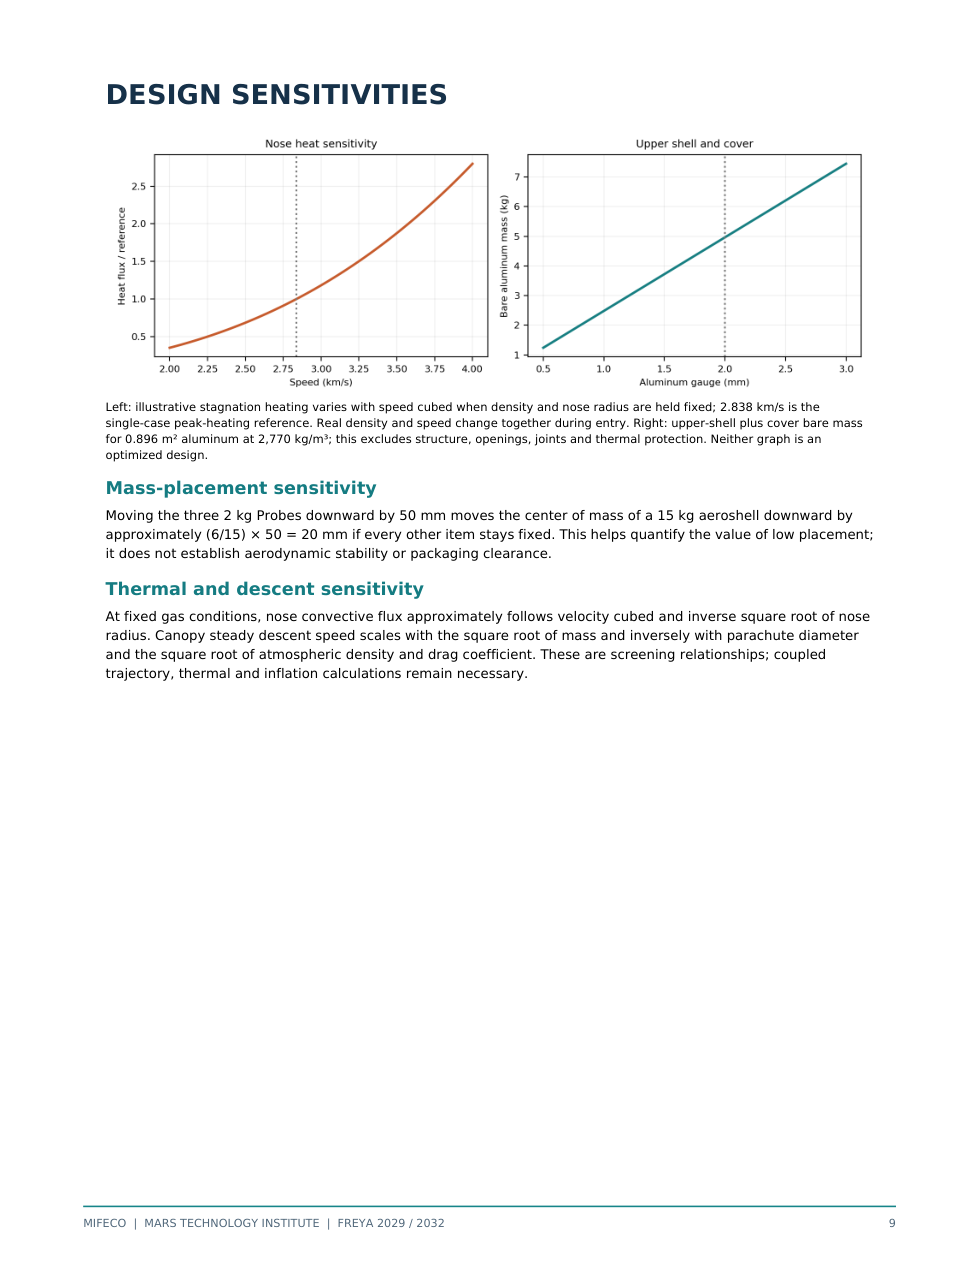 DESIGN SENSITIVITIES
Nose heat sensitivity
Heat flux / reference
2.5
2.0
1.5
1.0
0.5
2.00 2.25 2.50 2.75 3.00 3.25 3.50 3.75 4.00
Speed (km/s)
Upper shell and cover
Bare aluminum mass (kg)
7
6
5
4
3
2
1
0.5 1.0 1.5 2.0 2.5 3.0
Aluminum gauge (mm)
Left: illustrative stagnation heating varies with speed cubed when density and nose radius are held fixed; 2.838 km/s is the
single-case peak-heating reference. Real density and speed change together during entry. Right: upper-shell plus cover bare mass
for 0.896 m² aluminum at 2,770 kg/m³; this excludes structure, openings, joints and thermal protection. Neither graph is an
optimized design.
Mass-placement sensitivity
Moving the three 2 kg Probes downward by 50 mm moves the center of mass of a 15 kg aeroshell downward by
approximately (6/15) × 50 = 20 mm if every other item stays fixed. This helps quantify the value of low placement;
it does not establish aerodynamic stability or packaging clearance.
Thermal and descent sensitivity
At fixed gas conditions, nose convective flux approximately follows velocity cubed and inverse square root of nose
radius. Canopy steady descent speed scales with the square root of mass and inversely with parachute diameter
and the square root of atmospheric density and drag coefficient. These are screening relationships; coupled
trajectory, thermal and inflation calculations remain necessary.
MIFECO | MARS TECHNOLOGY INSTITUTE | FREYA 2029 / 2032
9